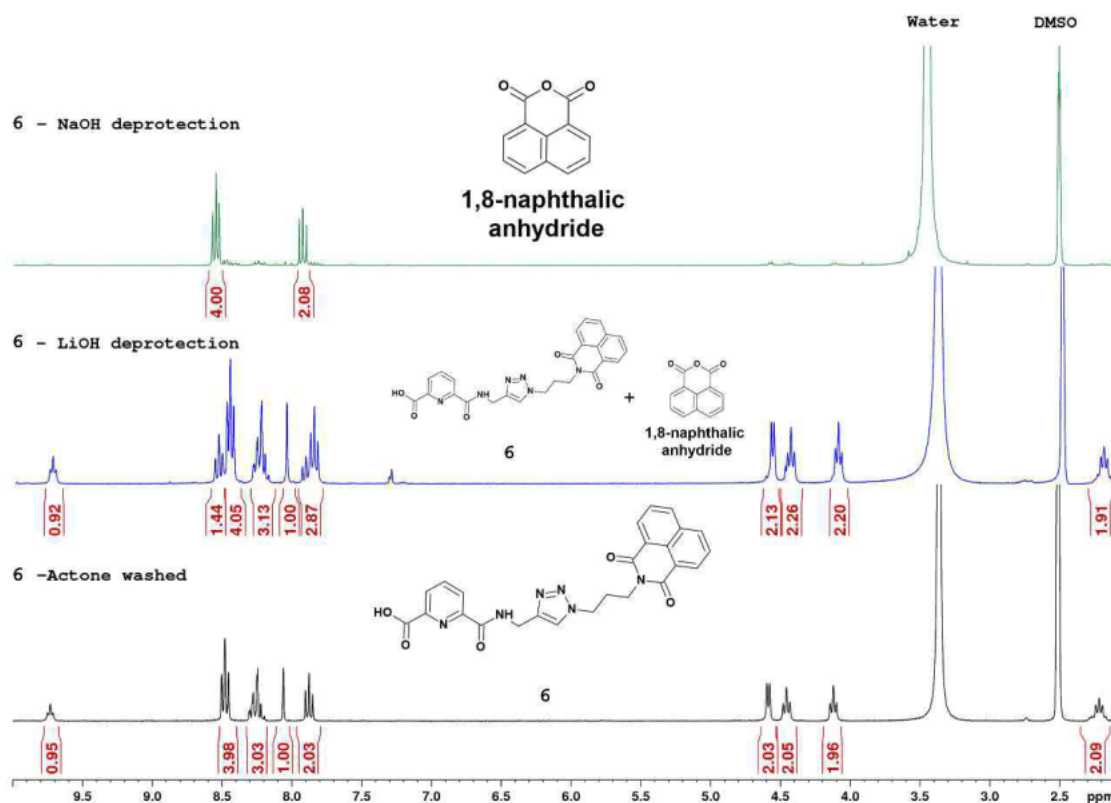 Water DMSO
6 - NaOH deprotection
O O O
1,8-naphthalic
anhydride
4.00 2.08
6 - LiOH deprotection
HO O N O N H N N N N O O + O O O
6
1,8-naphthalic
anhydride
0.92 1.44 4.05 3.13 1.00 2.87 2.13 2.26 2.20 1.91
6 -Actone washed
HO O N O N H N N N N O O
6
0.95 3.98 3.03 1.00 2.03 2.03 2.05 1.96 2.09
9.5 9.0 8.5 8.0 7.5 7.0 6.5 6.0 5.5 5.0 4.5 4.0 3.5 3.0 2.5 ppm